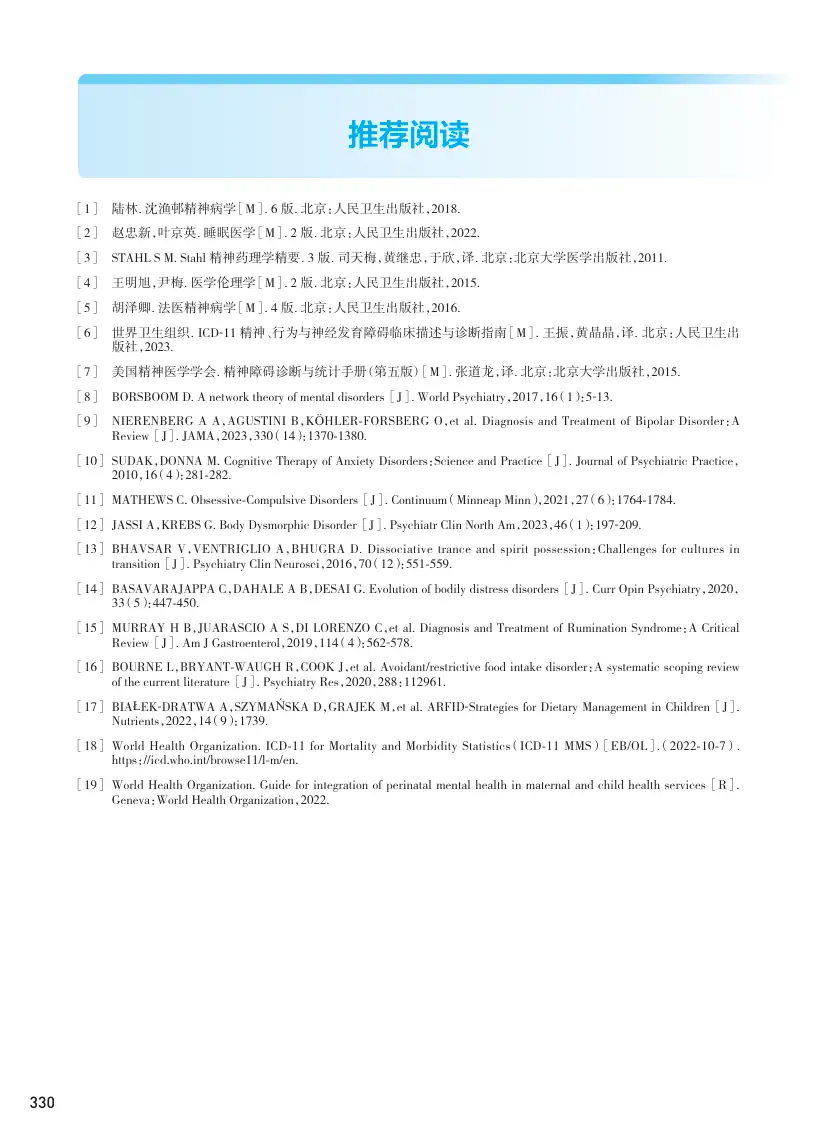 推荐阅读
［1］ 陆林. 沈渔邨精神病学［M］. 6 版. 北京：人民卫生出版社，2018.
［2］ 赵忠新，叶京英. 睡眠医学［M］. 2 版. 北京：人民卫生出版社，2022.
［3］ STAHL S M. Stahl 精神药理学精要. 3 版. 司天梅，黄继忠，于欣，译. 北京：北京大学医学出版社，2011.
［4］ 王明旭，尹梅. 医学伦理学［M］. 2 版. 北京：人民卫生出版社，2015.
［5］ 胡泽卿. 法医精神病学［M］. 4 版. 北京：人民卫生出版社，2016.
［6］ 世界卫生组织. ICD-11 精神、行为与神经发育障碍临床描述与诊断指南［M］. 王振，黄晶晶，译. 北京：人民卫生出
版社，2023.
［7］ 美国精神医学学会. 精神障碍诊断与统计手册（第五版）［M］. 张道龙，译. 北京：北京大学出版社，2015.
［8］ BORSBOOM D. A network theory of mental disorders［J］. World Psychiatry，2017，16（1）：5-13.
［9］ NIERENBERG A A，AGUSTINI B，KÖHLER-FORSBERG O，et al. Diagnosis and Treatment of Bipolar Disorder：A
Review［J］. JAMA，2023，330（14）：1370-1380.
［10］ SUDAK，DONNA M. Cognitive Therapy of Anxiety Disorders：Science and Practice［J］. Journal of Psychiatric Practice，
2010，16（4）：281-282.
［11］ MATHEWS C. Obsessive-Compulsive Disorders［J］. Continuum（Minneap Minn），2021，27（6）：1764-1784.
［12］ JASSI A，KREBS G. Body Dysmorphic Disorder［J］. Psychiatr Clin North Am，2023，46（1）：197-209.
［13］ BHAVSAR V，VENTRIGLIO A，BHUGRA D. Dissociative trance and spirit possession：Challenges for cultures in
transition［J］. Psychiatry Clin Neurosci，2016，70（12）：551-559.
［14］ BASAVARAJAPPA C，DAHALE A B，DESAI G. Evolution of bodily distress disorders［J］. Curr Opin Psychiatry，2020，
33（5）：447-450.
［15］ MURRAY H B，JUARASCIO A S，DI LORENZO C，et al. Diagnosis and Treatment of Rumination Syndrome：A Critical
Review［J］. Am J Gastroenterol，2019，114（4）：562-578.
［16］ BOURNE L，BRYANT-WAUGH R，COOK J，et al. Avoidant/restrictive food intake disorder：A systematic scoping review
of the current literature［J］. Psychiatry Res，2020，288：112961.
［17］ BIAŁEK-DRATWA A，SZYMAŃSKA D，GRAJEK M，et al. ARFID-Strategies for Dietary Management in Children［J］.
Nutrients，2022，14（9）：1739.
［18］ World Health Organization. ICD-11 for Mortality and Morbidity Statistics（ICD-11 MMS）［EB/OL］.（2022-10-7）.
https：//icd.who.int/browse11/l-m/en.
［19］ World Health Organization. Guide for integration of perinatal mental health in maternal and child health services［R］.
Geneva：World Health Organization，2022.
330